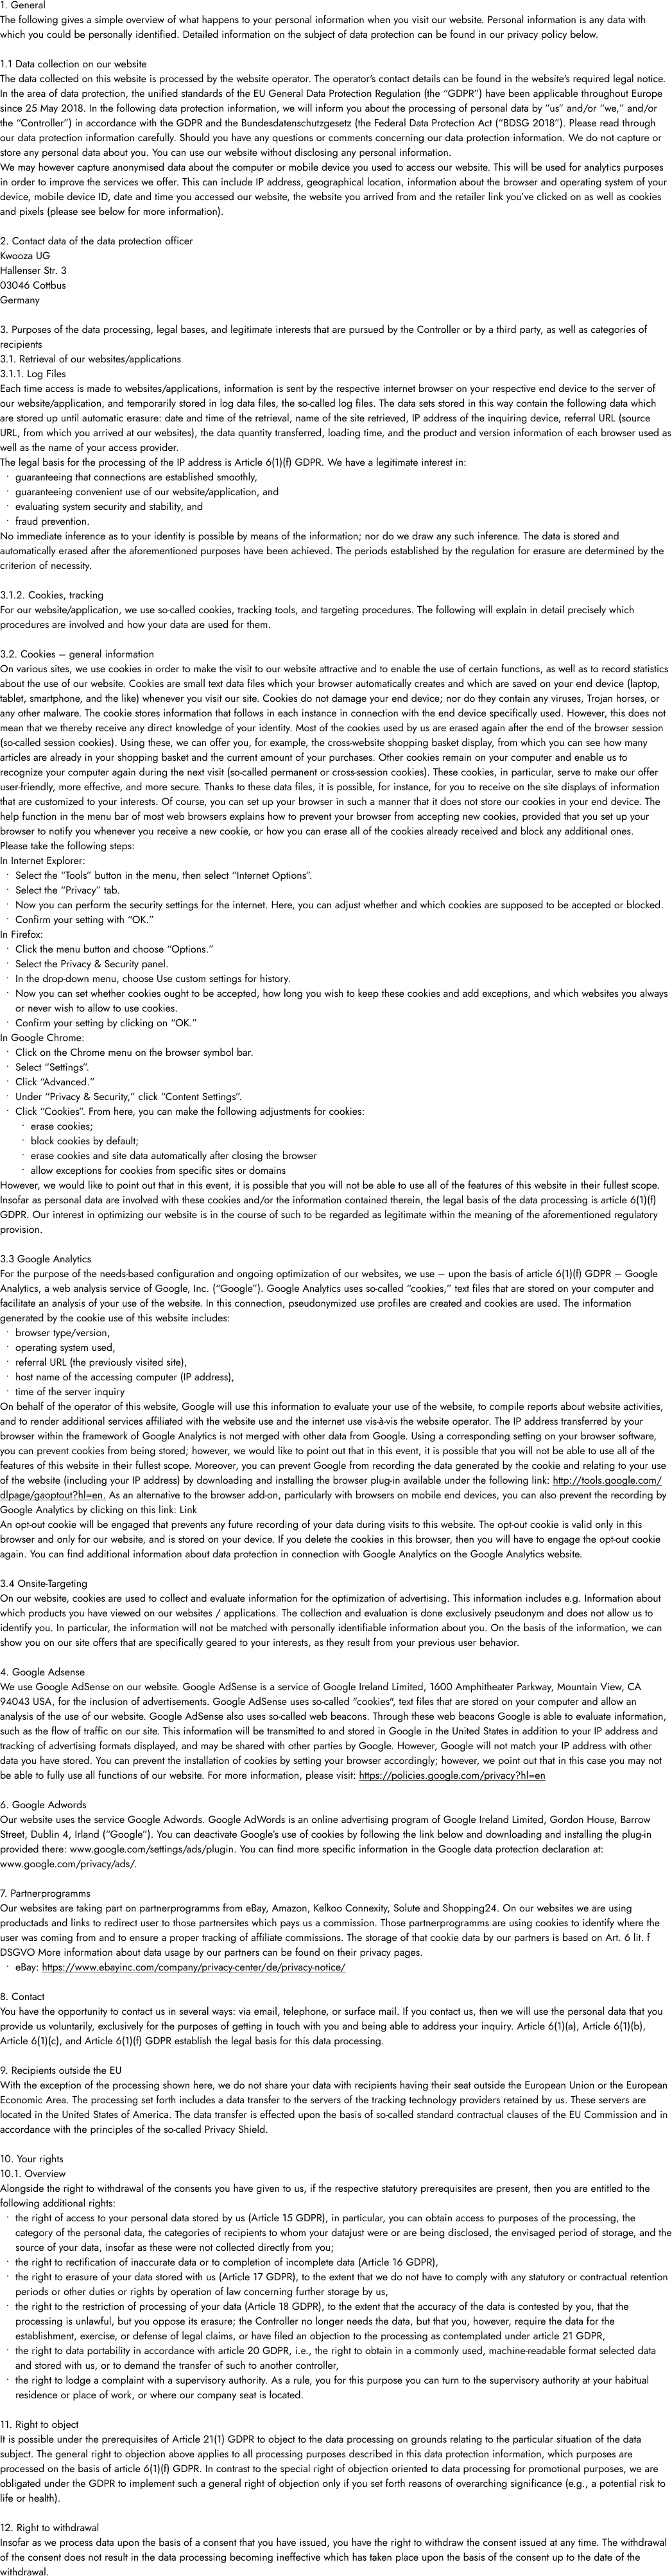 1. General
The following gives a simple overview of what happens to your personal information when you visit our website. Personal information is any data with
which you could be personally identified. Detailed information on the subject of data protection can be found in our privacy policy below.
1.1 Data collection on our website
The data collected on this website is processed by the website operator. The operator's contact details can be found in the website's required legal notice.
In the area of data protection, the unified standards of the EU General Data Protection Regulation (the “GDPR”) have been applicable throughout Europe
since 25 May 2018. In the following data protection information, we will inform you about the processing of personal data by “us” and/or “we,” and/or
the “Controller”) in accordance with the GDPR and the Bundesdatenschutzgesetz (the Federal Data Protection Act (“BDSG 2018”). Please read through
our data protection information carefully. Should you have any questions or comments concerning our data protection information. We do not capture or
store any personal data about you. You can use our website without disclosing any personal information.
We may however capture anonymised data about the computer or mobile device you used to access our website. This will be used for analytics purposes
in order to improve the services we offer. This can include IP address, geographical location, information about the browser and operating system of your
device, mobile device ID, date and time you accessed our website, the website you arrived from and the retailer link you’ve clicked on as well as cookies
and pixels (please see below for more information).
2. Contact data of the data protection officer
Kwooza UG
Hallenser Str. 3
03046 Cottbus
Germany
3. Purposes of the data processing, legal bases, and legitimate interests that are pursued by the Controller or by a third party, as well as categories of
recipients
3.1. Retrieval of our websites/applications
3.1.1. Log Files
Each time access is made to websites/applications, information is sent by the respective internet browser on your respective end device to the server of
our website/application, and temporarily stored in log data files, the so-called log files. The data sets stored in this way contain the following data which
are stored up until automatic erasure: date and time of the retrieval, name of the site retrieved, IP address of the inquiring device, referral URL (source
URL, from which you arrived at our websites), the data quantity transferred, loading time, and the product and version information of each browser used as
well as the name of your access provider.
The legal basis for the processing of the IP address is Article 6(1)(f) GDPR. We have a legitimate interest in:
· guaranteeing that connections are established smoothly,
· guaranteeing convenient use of our website/application, and
· evaluating system security and stability, and
· fraud prevention.
No immediate inference as to your identity is possible by means of the information; nor do we draw any such inference. The data is stored and
automatically erased after the aforementioned purposes have been achieved. The periods established by the regulation for erasure are determined by the
criterion of necessity.
3.1.2. Cookies, tracking
For our website/application, we use so-called cookies, tracking tools, and targeting procedures. The following will explain in detail precisely which
procedures are involved and how your data are used for them.
3.2. Cookies – general information
On various sites, we use cookies in order to make the visit to our website attractive and to enable the use of certain functions, as well as to record statistics
about the use of our website. Cookies are small text data files which your browser automatically creates and which are saved on your end device (laptop,
tablet, smartphone, and the like) whenever you visit our site. Cookies do not damage your end device; nor do they contain any viruses, Trojan horses, or
any other malware. The cookie stores information that follows in each instance in connection with the end device specifically used. However, this does not
mean that we thereby receive any direct knowledge of your identity. Most of the cookies used by us are erased again after the end of the browser session
(so-called session cookies). Using these, we can offer you, for example, the cross-website shopping basket display, from which you can see how many
articles are already in your shopping basket and the current amount of your purchases. Other cookies remain on your computer and enable us to
recognize your computer again during the next visit (so-called permanent or cross-session cookies). These cookies, in particular, serve to make our offer
user-friendly, more effective, and more secure. Thanks to these data files, it is possible, for instance, for you to receive on the site displays of information
that are customized to your interests. Of course, you can set up your browser in such a manner that it does not store our cookies in your end device. The
help function in the menu bar of most web browsers explains how to prevent your browser from accepting new cookies, provided that you set up your
browser to notify you whenever you receive a new cookie, or how you can erase all of the cookies already received and block any additional ones.
Please take the following steps:
In Internet Explorer:
· Select the “Tools” button in the menu, then select “Internet Options”.
· Select the “Privacy” tab.
· Now you can perform the security settings for the internet. Here, you can adjust whether and which cookies are supposed to be accepted or blocked.
· Confirm your setting with “OK.”
In Firefox:
· Click the menu button and choose “Options.”
· Select the Privacy & Security panel.
· In the drop-down menu, choose Use custom settings for history.
· Now you can set whether cookies ought to be accepted, how long you wish to keep these cookies and add exceptions, and which websites you always
or never wish to allow to use cookies.
· Confirm your setting by clicking on “OK.”
In Google Chrome:
· Click on the Chrome menu on the browser symbol bar.
· Select “Settings”.
· Click “Advanced.”
· Under “Privacy & Security,” click “Content Settings”.
· Click “Cookies”. From here, you can make the following adjustments for cookies:
· erase cookies;
· block cookies by default;
· erase cookies and site data automatically after closing the browser
· allow exceptions for cookies from specific sites or domains
However, we would like to point out that in this event, it is possible that you will not be able to use all of the features of this website in their fullest scope.
Insofar as personal data are involved with these cookies and/or the information contained therein, the legal basis of the data processing is article 6(1)(f)
GDPR. Our interest in optimizing our website is in the course of such to be regarded as legitimate within the meaning of the aforementioned regulatory
provision.
3.3 Google Analytics
For the purpose of the needs-based configuration and ongoing optimization of our websites, we use – upon the basis of article 6(1)(f) GDPR – Google
Analytics, a web analysis service of Google, Inc. (“Google”). Google Analytics uses so-called “cookies,” text files that are stored on your computer and
facilitate an analysis of your use of the website. In this connection, pseudonymized use profiles are created and cookies are used. The information
generated by the cookie use of this website includes:
· browser type/version,
· operating system used,
· referral URL (the previously visited site),
· host name of the accessing computer (IP address),
· time of the server inquiry
On behalf of the operator of this website, Google will use this information to evaluate your use of the website, to compile reports about website activities,
and to render additional services affiliated with the website use and the internet use vis-à-vis the website operator. The IP address transferred by your
browser within the framework of Google Analytics is not merged with other data from Google. Using a corresponding setting on your browser software,
you can prevent cookies from being stored; however, we would like to point out that in this event, it is possible that you will not be able to use all of the
features of this website in their fullest scope. Moreover, you can prevent Google from recording the data generated by the cookie and relating to your use
of the website (including your IP address) by downloading and installing the browser plug-in available under the following link: http://tools.google.com/
dlpage/gaoptout?hl=en. As an alternative to the browser add-on, particularly with browsers on mobile end devices, you can also prevent the recording by
Google Analytics by clicking on this link: Link
An opt-out cookie will be engaged that prevents any future recording of your data during visits to this website. The opt-out cookie is valid only in this
browser and only for our website, and is stored on your device. If you delete the cookies in this browser, then you will have to engage the opt-out cookie
again. You can find additional information about data protection in connection with Google Analytics on the Google Analytics website.
3.4 Onsite-Targeting
On our website, cookies are used to collect and evaluate information for the optimization of advertising. This information includes e.g. Information about
which products you have viewed on our websites / applications. The collection and evaluation is done exclusively pseudonym and does not allow us to
identify you. In particular, the information will not be matched with personally identifiable information about you. On the basis of the information, we can
show you on our site offers that are specifically geared to your interests, as they result from your previous user behavior.
4. Google Adsense
We use Google AdSense on our website. Google AdSense is a service of Google Ireland Limited, 1600 Amphitheater Parkway, Mountain View, CA
94043 USA, for the inclusion of advertisements. Google AdSense uses so-called "cookies", text files that are stored on your computer and allow an
analysis of the use of our website. Google AdSense also uses so-called web beacons. Through these web beacons Google is able to evaluate information,
such as the flow of traffic on our site. This information will be transmitted to and stored in Google in the United States in addition to your IP address and
tracking of advertising formats displayed, and may be shared with other parties by Google. However, Google will not match your IP address with other
data you have stored. You can prevent the installation of cookies by setting your browser accordingly; however, we point out that in this case you may not
be able to fully use all functions of our website. For more information, please visit: https://policies.google.com/privacy?hl=en
6. Google Adwords
Our website uses the service Google Adwords. Google AdWords is an online advertising program of Google Ireland Limited, Gordon House, Barrow
Street, Dublin 4, Irland (“Google”). You can deactivate Google’s use of cookies by following the link below and downloading and installing the plug-in
provided there: www.google.com/settings/ads/plugin. You can find more specific information in the Google data protection declaration at:
www.google.com/privacy/ads/.
7. Partnerprogramms
Our websites are taking part on partnerprogramms from eBay, Amazon, Kelkoo Connexity, Solute and Shopping24. On our websites we are using
productads and links to redirect user to those partnersites which pays us a commission. Those partnerprogramms are using cookies to identify where the
user was coming from and to ensure a proper tracking of affiliate commissions. The storage of that cookie data by our partners is based on Art. 6 lit. f
DSGVO More information about data usage by our partners can be found on their privacy pages.
· eBay: https://www.ebayinc.com/company/privacy-center/de/privacy-notice/
8. Contact
You have the opportunity to contact us in several ways: via email, telephone, or surface mail. If you contact us, then we will use the personal data that you
provide us voluntarily, exclusively for the purposes of getting in touch with you and being able to address your inquiry. Article 6(1)(a), Article 6(1)(b),
Article 6(1)(c), and Article 6(1)(f) GDPR establish the legal basis for this data processing.
9. Recipients outside the EU
With the exception of the processing shown here, we do not share your data with recipients having their seat outside the European Union or the European
Economic Area. The processing set forth includes a data transfer to the servers of the tracking technology providers retained by us. These servers are
located in the United States of America. The data transfer is effected upon the basis of so-called standard contractual clauses of the EU Commission and in
accordance with the principles of the so-called Privacy Shield.
10. Your rights
10.1. Overview
Alongside the right to withdrawal of the consents you have given to us, if the respective statutory prerequisites are present, then you are entitled to the
following additional rights:
· the right of access to your personal data stored by us (Article 15 GDPR), in particular, you can obtain access to purposes of the processing, the
category of the personal data, the categories of recipients to whom your datajust were or are being disclosed, the envisaged period of storage, and the
source of your data, insofar as these were not collected directly from you;
· the right to rectification of inaccurate data or to completion of incomplete data (Article 16 GDPR),
· the right to erasure of your data stored with us (Article 17 GDPR), to the extent that we do not have to comply with any statutory or contractual retention
periods or other duties or rights by operation of law concerning further storage by us,
· the right to the restriction of processing of your data (Article 18 GDPR), to the extent that the accuracy of the data is contested by you, that the
processing is unlawful, but you oppose its erasure; the Controller no longer needs the data, but that you, however, require the data for the
establishment, exercise, or defense of legal claims, or have filed an objection to the processing as contemplated under article 21 GDPR,
· the right to data portability in accordance with article 20 GDPR, i.e., the right to obtain in a commonly used, machine-readable format selected data
and stored with us, or to demand the transfer of such to another controller,
· the right to lodge a complaint with a supervisory authority. As a rule, you for this purpose you can turn to the supervisory authority at your habitual
residence or place of work, or where our company seat is located.
11. Right to object
It is possible under the prerequisites of Article 21(1) GDPR to object to the data processing on grounds relating to the particular situation of the data
subject. The general right to objection above applies to all processing purposes described in this data protection information, which purposes are
processed on the basis of article 6(1)(f) GDPR. In contrast to the special right of objection oriented to data processing for promotional purposes, we are
obligated under the GDPR to implement such a general right of objection only if you set forth reasons of overarching significance (e.g., a potential risk to
life or health).
12. Right to withdrawal
Insofar as we process data upon the basis of a consent that you have issued, you have the right to withdraw the consent issued at any time. The withdrawal
of the consent does not result in the data processing becoming ineffective which has taken place upon the basis of the consent up to the date of the
withdrawal.